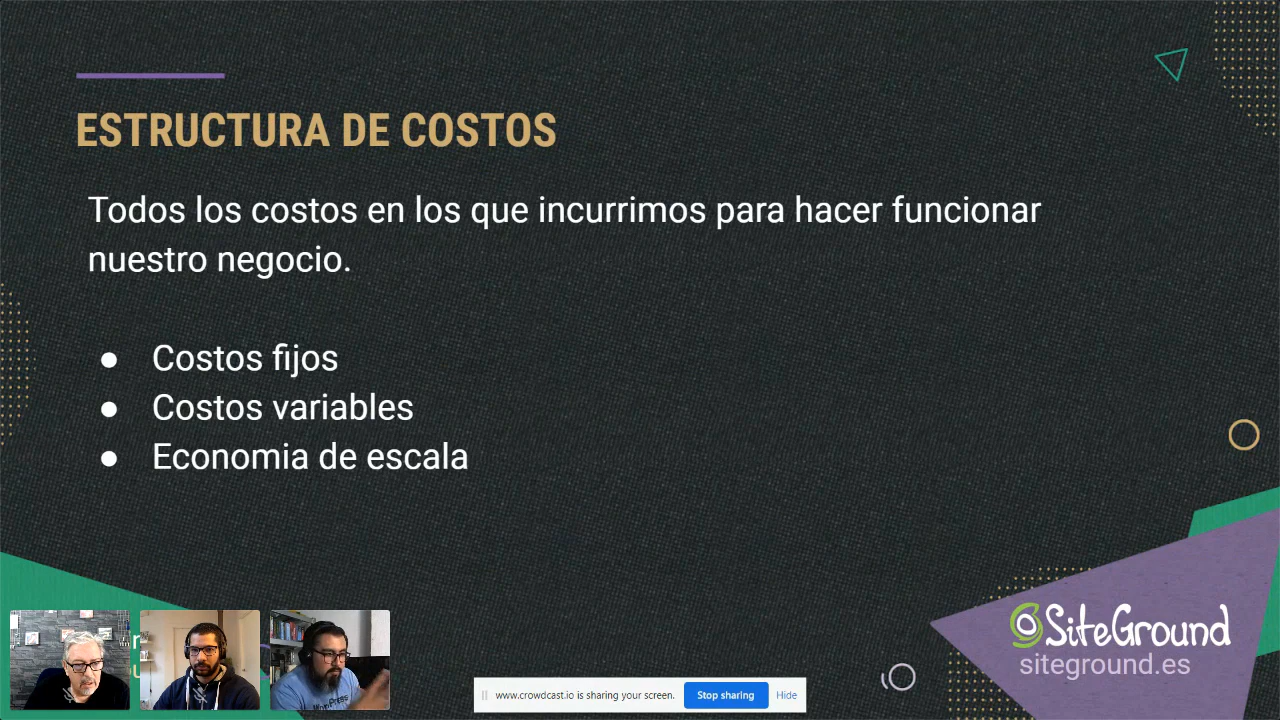 ESTRUCTURA DE COSTOS
Todos los costos en los que incurrimos para hacer funcionar
nuestro negocio.
● Costos fijos
● Costos variables
● Economia de escala
SiteGround
siteground.es
www.crowdcast.io is sharing your screen.
Stop sharing
Hide